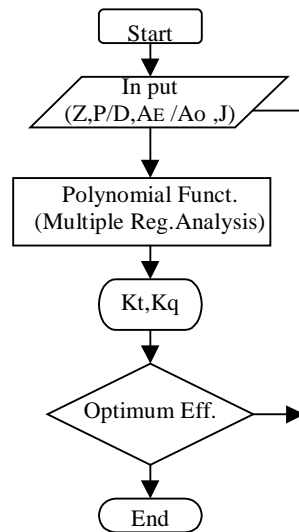 Start
In put
(Z,P/D,AE /Ao ,J)
Polynomial Funct.
(Multiple Reg.Analysis)
Kt,Kq
Optimum Eff.
End